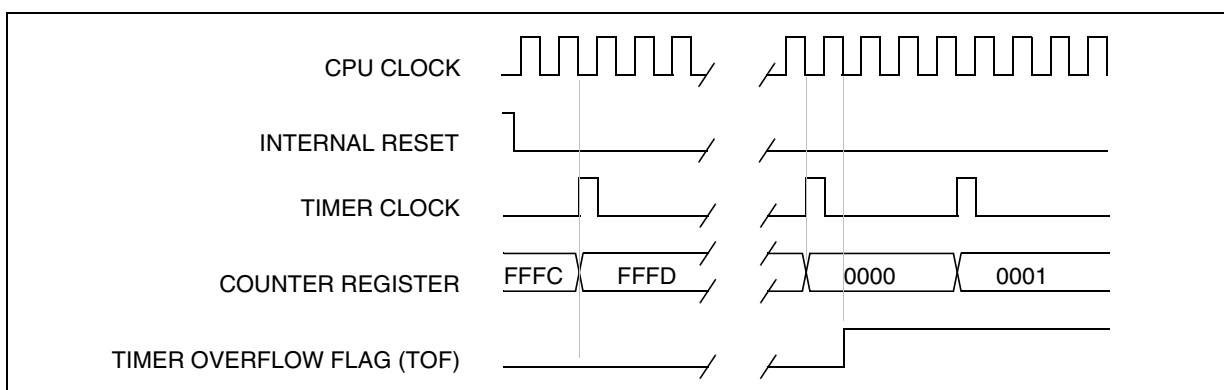 CPU CLOCK
INTERNAL RESET
TIMER CLOCK
COUNTER REGISTER FFFC FFFD 0000 0001
TIMER OVERFLOW FLAG (TOF)